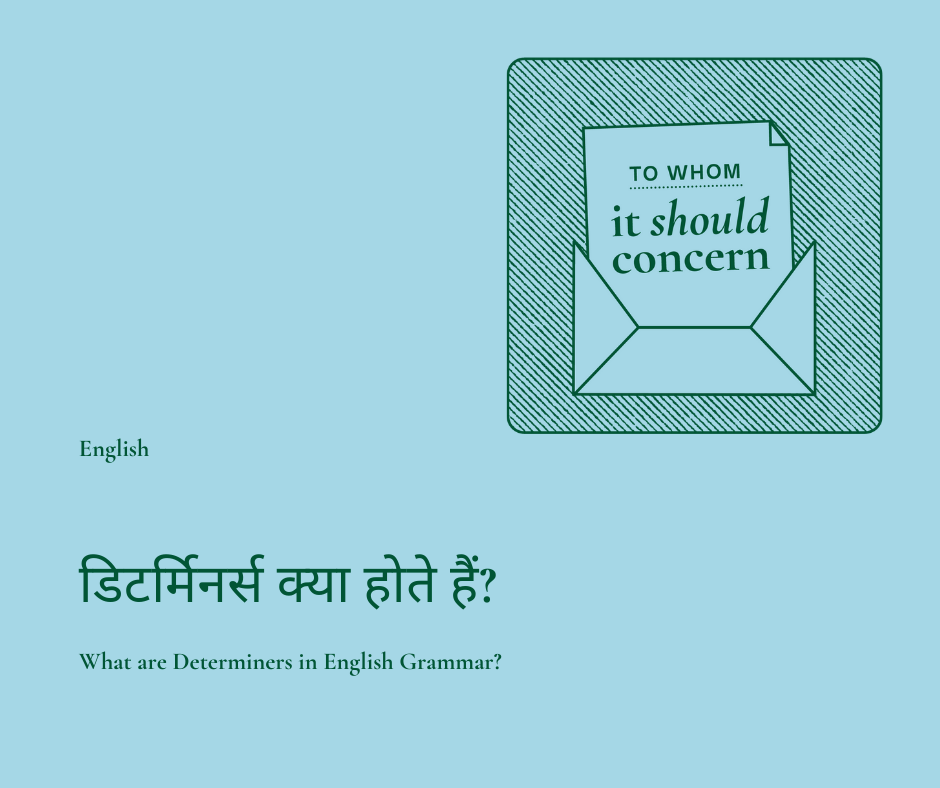 TO WHOM
it should
concern
English
डिटर्मिनर्स क्या होते हैं?
What are Determiners in English Grammar?